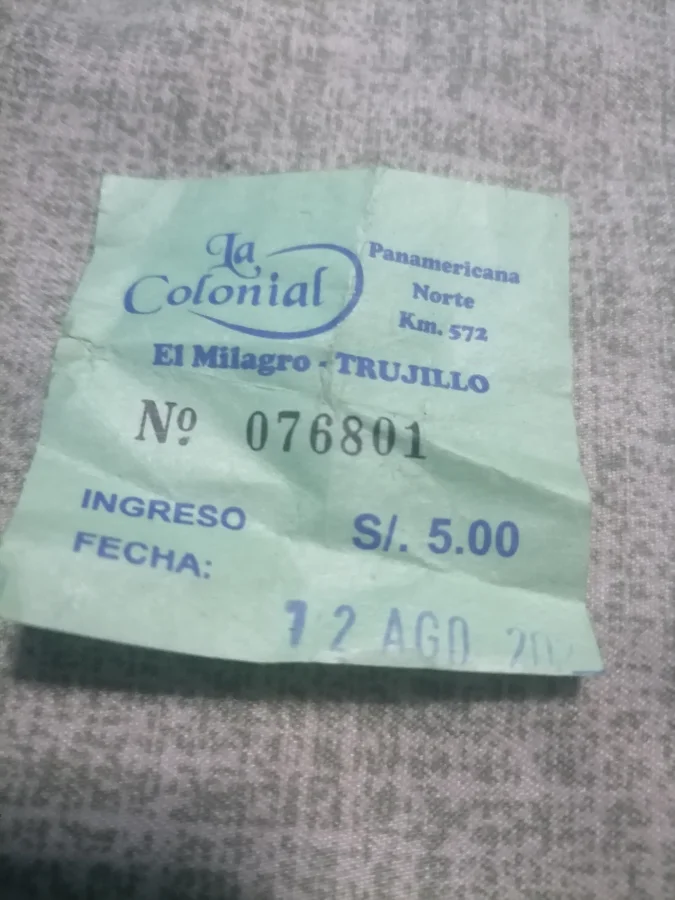 La
Colonial
Panamericana
Norte
Km. 572
El Milagro - TRUJILLO
Nº 076801
INGRESO S/. 5.00
FECHA:
12 AGO